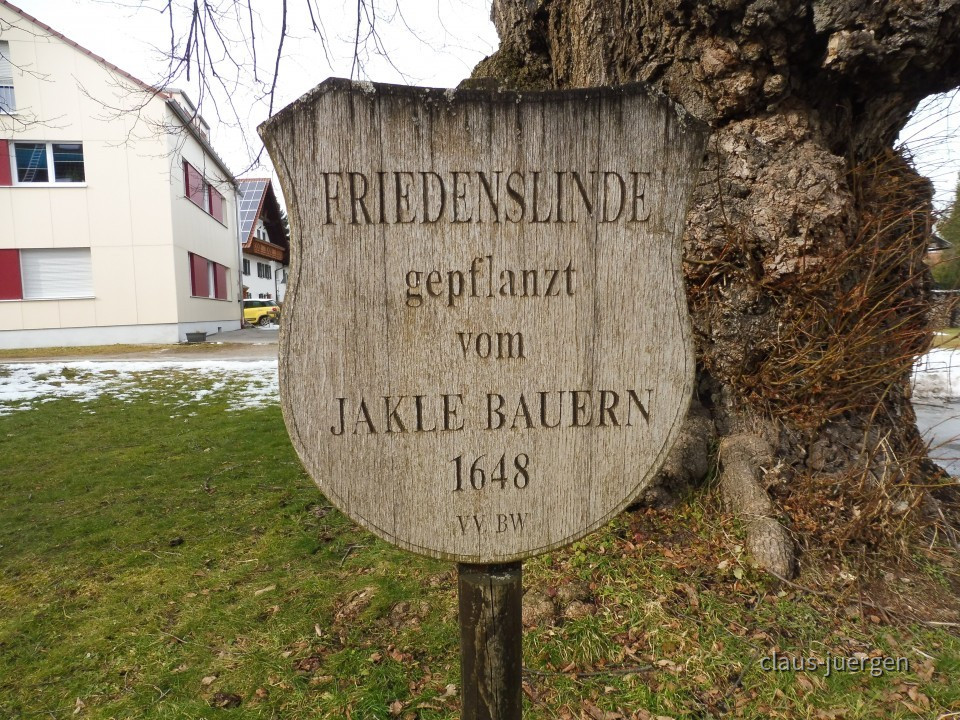 FRIEDENSLINDE
gepflanzt
vom
JAKLE BAUERN
1648
VV. BW
claus-juergen